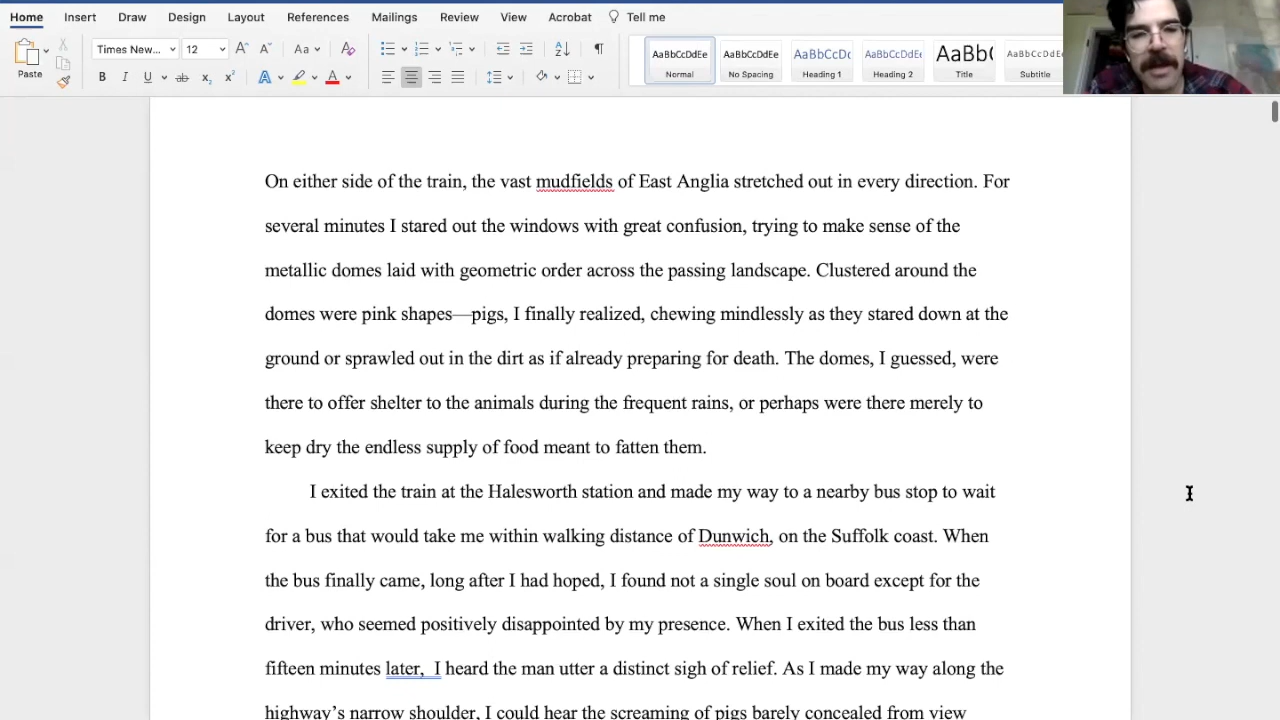 Home Insert Draw Design Layout References Mailings Review View Acrobat Tell me
Times New... 12 Aa
Paste B I U ab x₂ x² A A
AaBbCcDdEe AaBbCcDdEe AaBbCcDc AaBbCcDdEe AaBb( AaBbCcDdEe
Normal No Spacing Heading 1 Heading 2 Title Subtitle
On either side of the train, the vast mudfields of East Anglia stretched out in every direction. For
several minutes I stared out the windows with great confusion, trying to make sense of the
metallic domes laid with geometric order across the passing landscape. Clustered around the
domes were pink shapes—pigs, I finally realized, chewing mindlessly as they stared down at the
ground or sprawled out in the dirt as if already preparing for death. The domes, I guessed, were
there to offer shelter to the animals during the frequent rains, or perhaps were there merely to
keep dry the endless supply of food meant to fatten them.
I exited the train at the Halesworth station and made my way to a nearby bus stop to wait
for a bus that would take me within walking distance of Dunwich, on the Suffolk coast. When
the bus finally came, long after I had hoped, I found not a single soul on board except for the
driver, who seemed positively disappointed by my presence. When I exited the bus less than
fifteen minutes later,  I heard the man utter a distinct sigh of relief. As I made my way along the
highway’s narrow shoulder, I could hear the screaming of pigs barely concealed from view